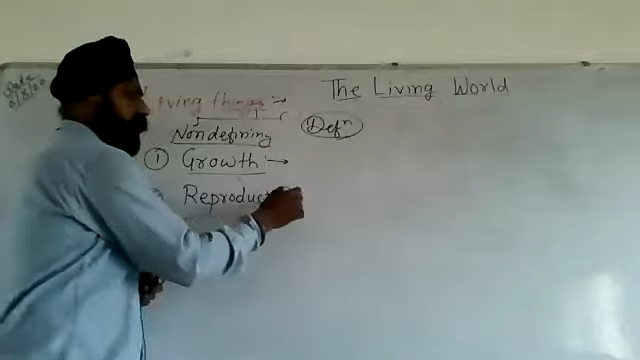 The Living World
Living things :→
Nondefining
Defn
① Growth :→
Reproduct